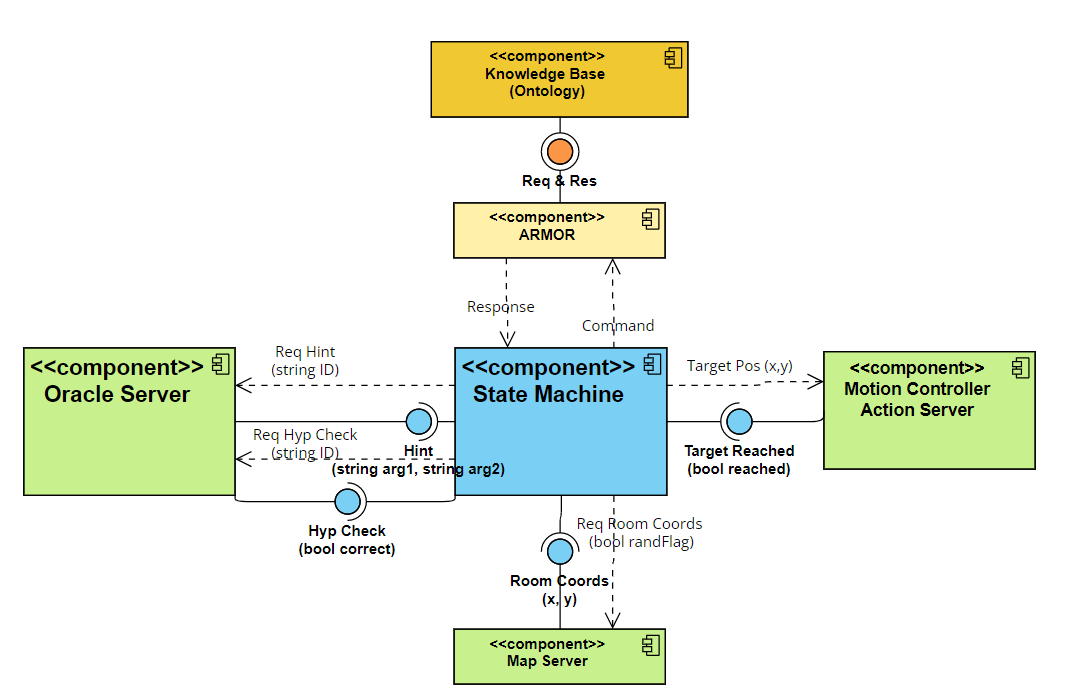 <<component>>
Knowledge Base
(Ontology)
Req & Res
<<component>>
ARMOR
Response
Command
<<component>>
Oracle Server
Req Hint
(string ID)
<<component>>
State Machine
Target Pos (x,y)
<<component>>
Motion Controller
Action Server
Req Hyp Check
(string ID)
Hint
(string arg1, string arg2)
Target Reached
(bool reached)
Hyp Check
(bool correct)
Req Room Coords
(bool randFlag)
Room Coords
(x, y)
<<component>>
Map Server